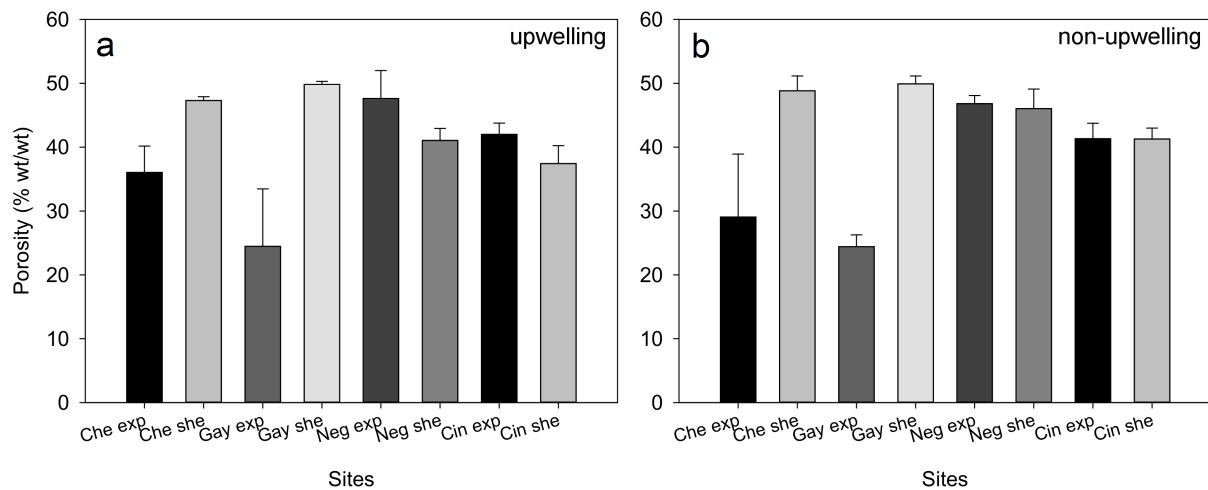 a
upwelling
Porosity (% wt/wt)
60
50
40
30
20
10
0
Che exp
Che she
Gay exp
Gay she
Neg exp
Neg she
Cin exp
Cin she
Sites
b
non-upwelling
60
50
40
30
20
10
0
Che exp
Che she
Gay exp
Gay she
Neg exp
Neg she
Cin exp
Cin she
Sites